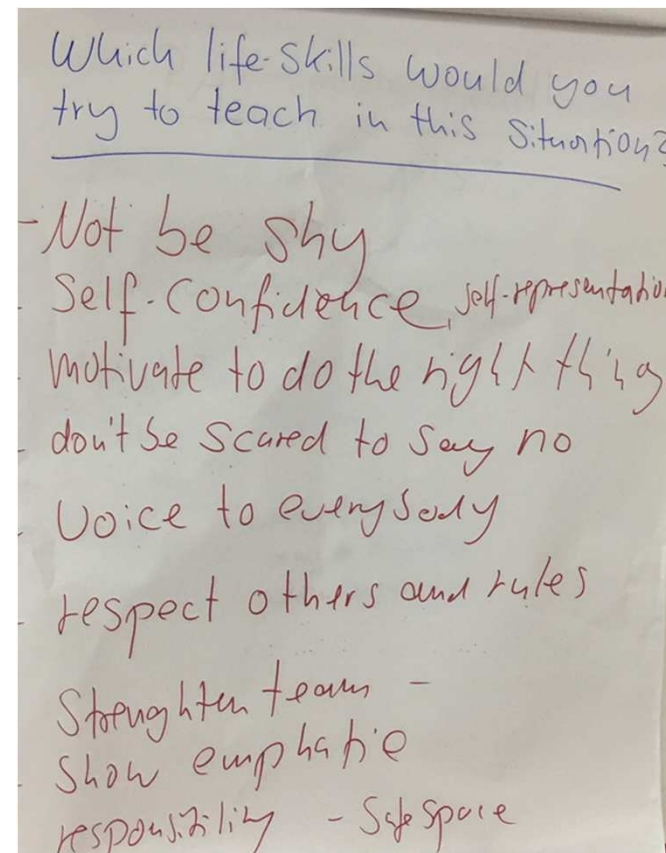 Which life-skills would you
try to teach in this situation?
- Not be shy
- Self-confidence, self-representation
- motivate to do the right thing
- don't be scared to say no
- Voice to everybody
- respect others and rules
Strenghten team -
- Show emphatie
responsibility - Safe space